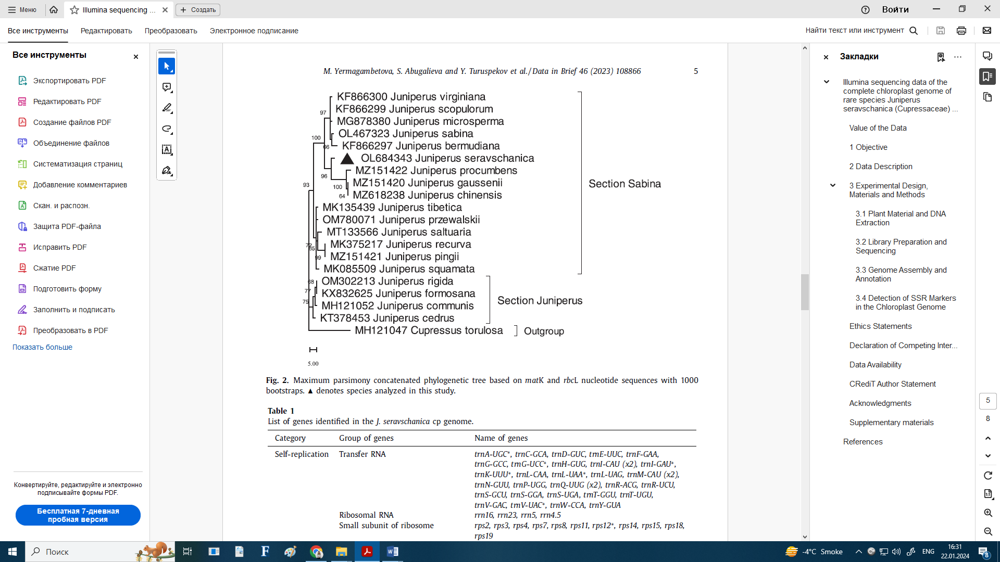 Меню
Illumina sequencing ...
Создать
Войти
Все инструменты
Редактировать
Преобразовать
Электронное подписание
Найти текст или инструмент
Все инструменты
Экспортировать PDF
Редактировать PDF
Создание файлов PDF
Объединение файлов
Систематизация страниц
Добавление комментариев
Скан. и распозн.
Защита PDF-файла
Исправить PDF
Сжатие PDF
Подготовить форму
Заполнить и подписать
Преобразовать в PDF
Показать больше
Конвертируйте, редактируйте и электронно
подписывайте формы PDF.
Бесплатная 7-дневная
пробная версия
M. Yermagambetova, S. Abugalieva and Y. Turuspekov et al. / Data in Brief 46 (2023) 108866
5
KF866300 Juniperus virginiana
KF866299 Juniperus scopulorum
97
MG878380 Juniperus microsperma
OL467323 Juniperus sabina
100
KF866297 Juniperus bermudiana
66
OL684343 Juniperus seravschanica
MZ151422 Juniperus procumbens
96
MZ151420 Juniperus gaussenii
Section Sabina
93
100
MZ618238 Juniperus chinensis
64
MK135439 Juniperus tibetica
OM780071 Juniperus przewalskii
MT133566 Juniperus saltuaria
MK375217 Juniperus recurva
72
65
MZ151421 Juniperus pingii
99
MK085509 Juniperus squamata
OM302213 Juniperus rigida
68
KX832625 Juniperus formosana
77
Section Juniperus
75
MH121052 Juniperus communis
KT378453 Juniperus cedrus
MH121047 Cupressus torulosa
Outgroup
5.00
Fig. 2. Maximum parsimony concatenated phylogenetic tree based on matK and rbcL nucleotide sequences with 1000
bootstraps. ▲ denotes species analyzed in this study.
Table 1
List of genes identified in the J. seravschanica cp genome.
Category Group of genes Name of genes
Self-replication Transfer RNA trnA-UGC*, trnC-GCA, trnD-GUC, trnE-UUC, trnF-GAA,
trnG-GCC, trnG-UCC*, trnH-GUG, trnI-CAU (x2), trnI-GAU*,
trnK-UUU*, trnL-CAA, trnL-UAA*, trnL-UAG, trnM-CAU (x2),
trnN-GUU, trnP-UGG, trnQ-UUG (x2), trnR-ACG, trnR-UCU,
trnS-GCU, trnS-GGA, trnS-UGA, trnT-GGU, trnT-UGU,
trnV-GAC, trnV-UAC*, trnW-CCA, trnY-GUA
Ribosomal RNA rrn16, rrn23, rrn5, rrn4.5
Small subunit of ribosome rps2, rps3, rps4, rps7, rps8, rps11, rps12*, rps14, rps15, rps18,
rps19
Закладки
Illumina sequencing data of the
complete chloroplast genome of
rare species Juniperus
seravschanica (Cupressaceae) ...
Value of the Data
1 Objective
2 Data Description
3 Experimental Design,
Materials and Methods
3.1 Plant Material and DNA
Extraction
3.2 Library Preparation and
Sequencing
3.3 Genome Assembly and
Annotation
3.4 Detection of SSR Markers
in the Chloroplast Genome
Ethics Statements
Declaration of Competing Inter...
Data Availability
CRediT Author Statement
Acknowledgments
Supplementary materials
References
5
8
Поиск
-4°C Smoke
ENG
16:31
22.01.2024
8